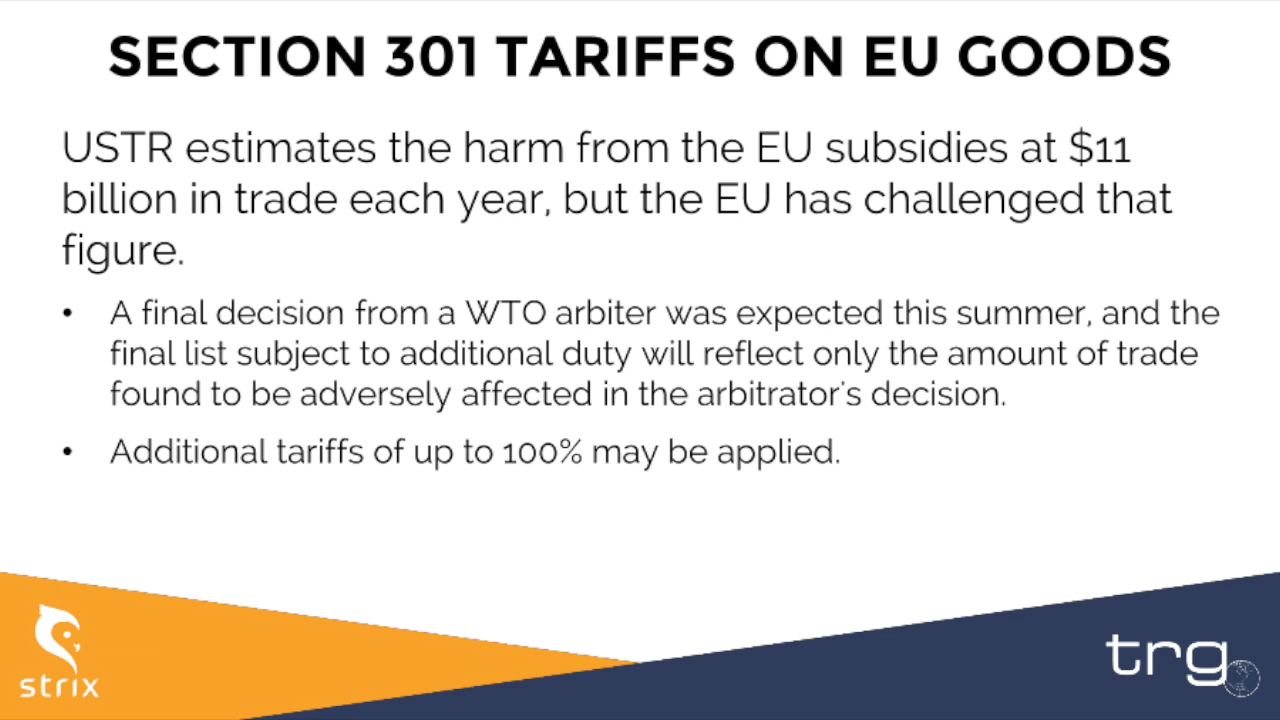 SECTION 301 TARIFFS ON EU GOODS
USTR estimates the harm from the EU subsidies at $11
billion in trade each year, but the EU has challenged that
figure.
• A final decision from a WTO arbiter was expected this summer, and the
final list subject to additional duty will reflect only the amount of trade
found to be adversely affected in the arbitrator's decision.
• Additional tariffs of up to 100% may be applied.
strix
trg